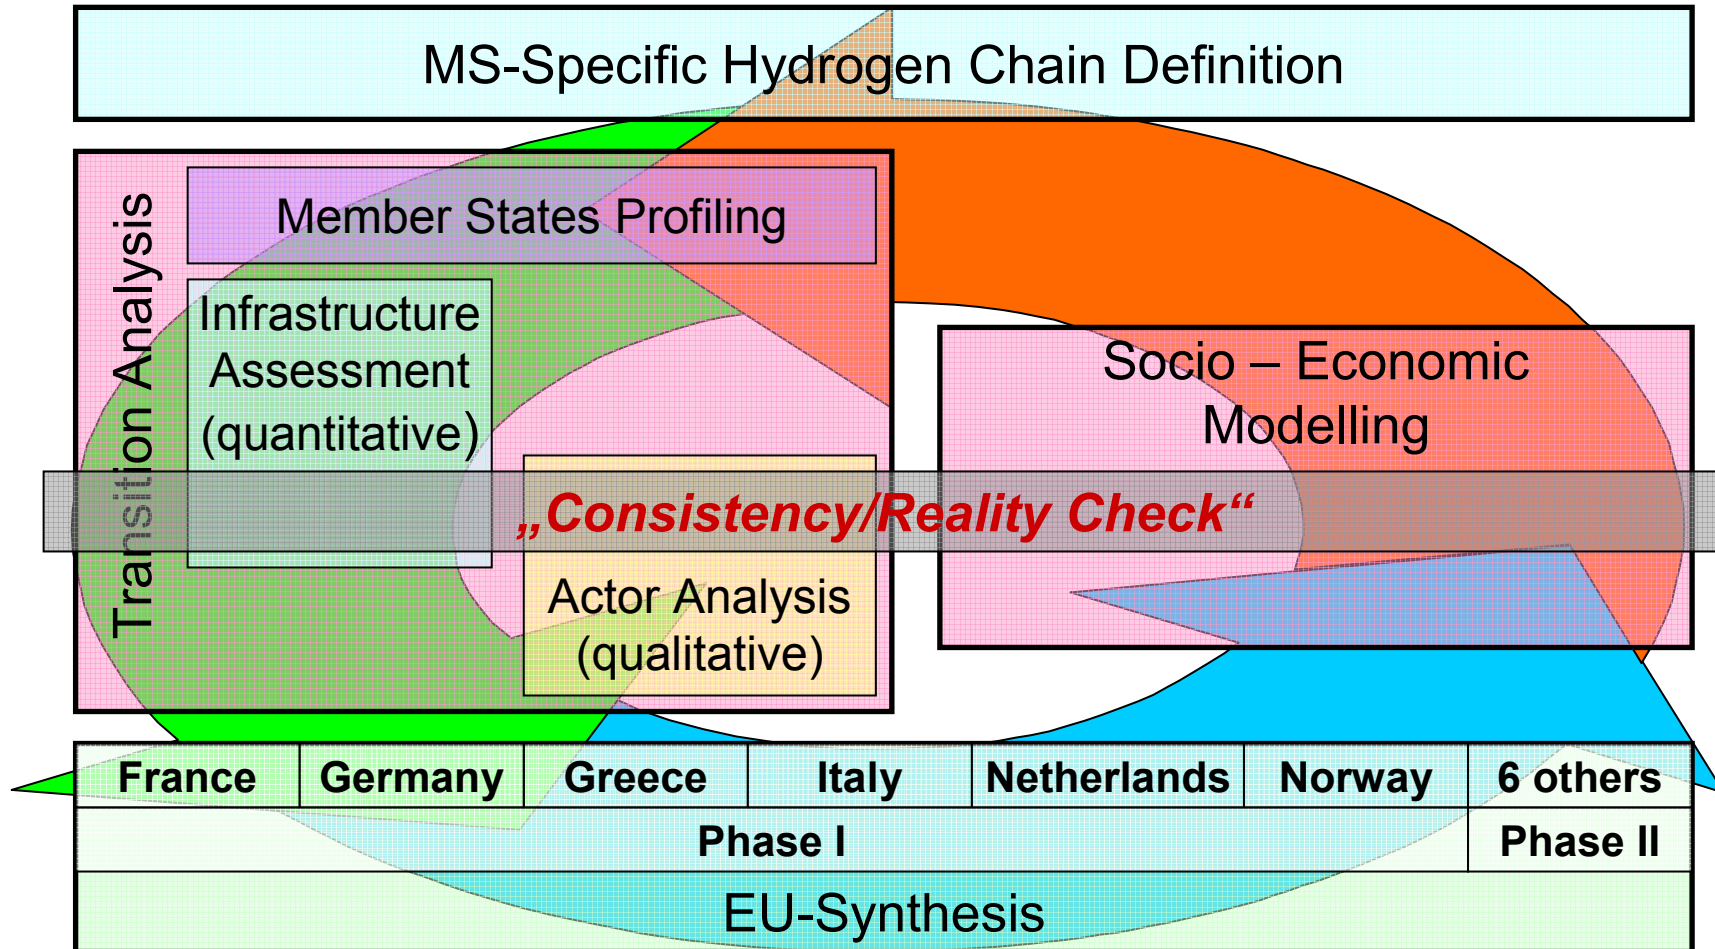 MS-Specific Hydrogen Chain Definition
Transition Analysis
Member States Profiling
Infrastructure
Assessment
(quantitative)
Socio – Economic
Modelling
„Consistency/Reality Check“
Actor Analysis
(qualitative)
France Germany Greece Italy Netherlands Norway 6 others
Phase I Phase II
EU-Synthesis